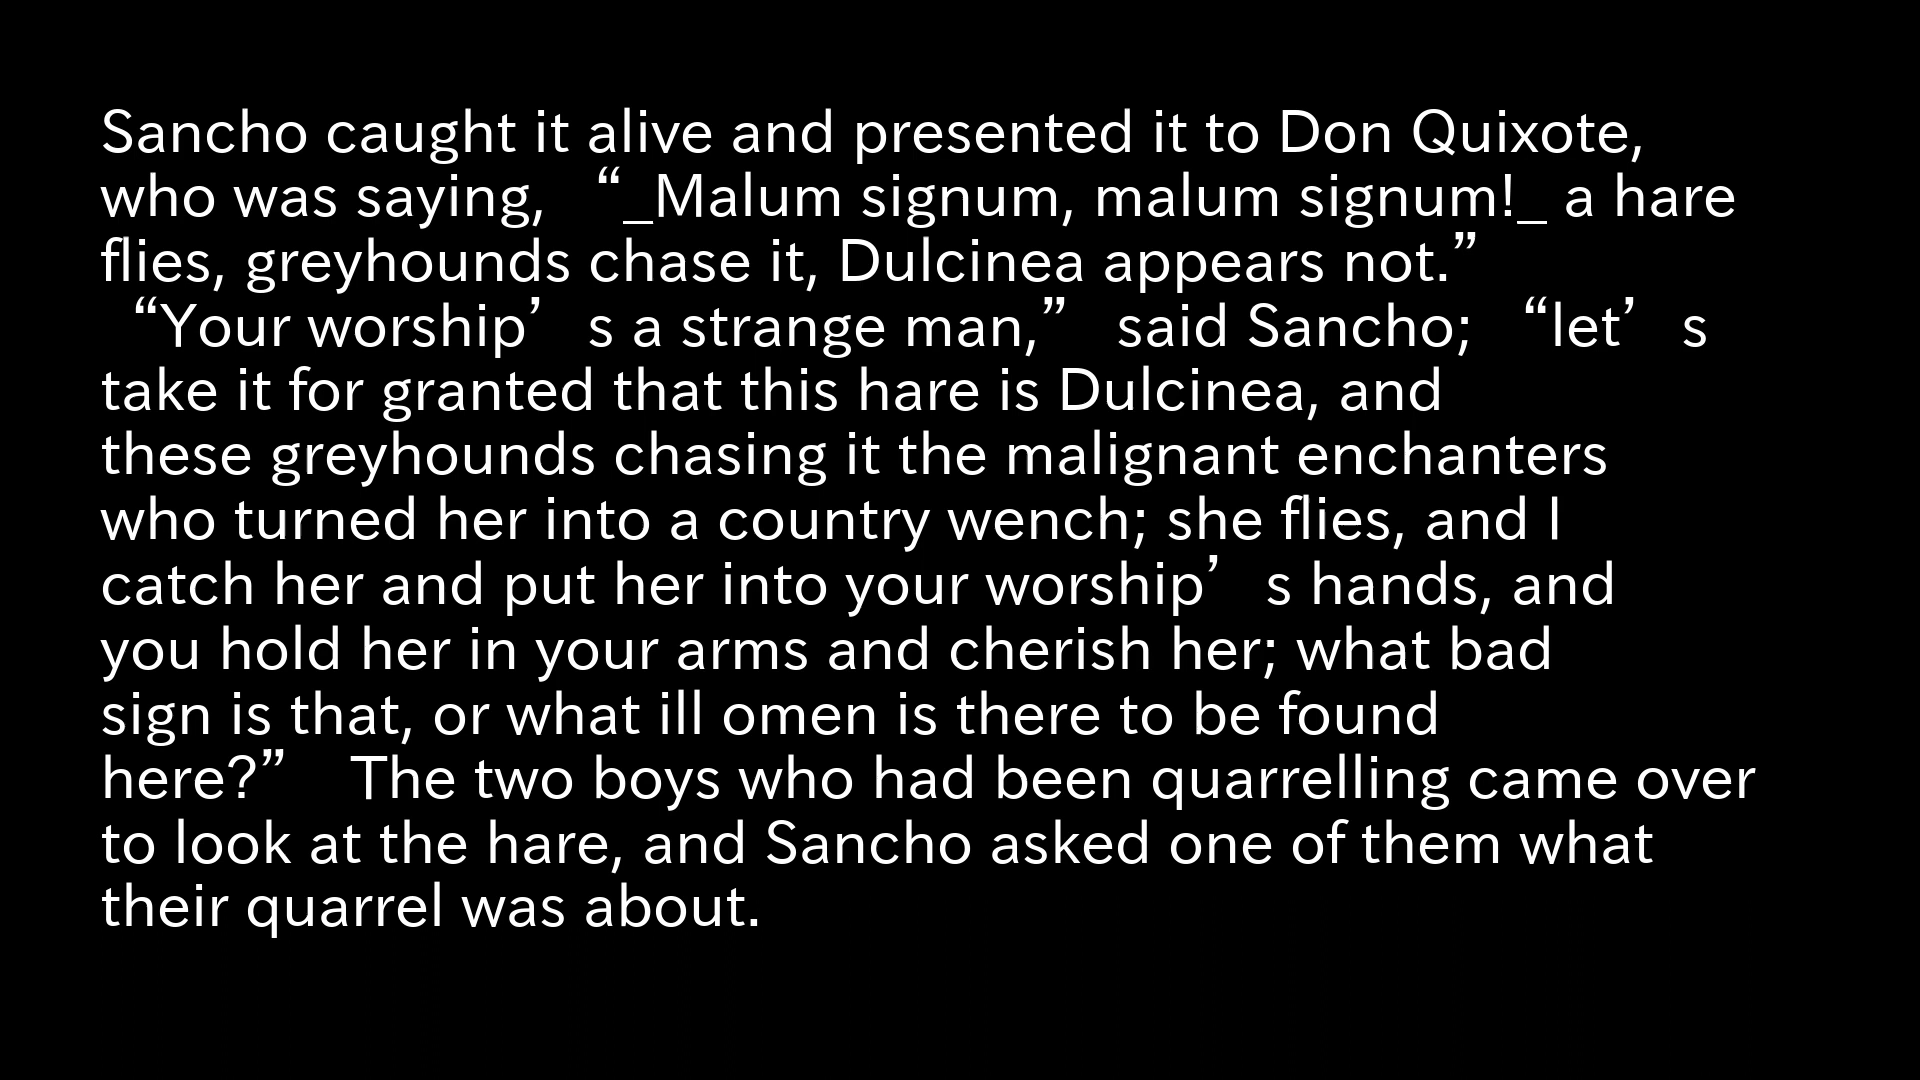 Sancho caught it alive and presented it to Don Quixote,
who was saying, “_Malum signum, malum signum!_ a hare
flies, greyhounds chase it, Dulcinea appears not.”
“Your worship’s a strange man,” said Sancho; “let’s
take it for granted that this hare is Dulcinea, and
these greyhounds chasing it the malignant enchanters
who turned her into a country wench; she flies, and I
catch her and put her into your worship’s hands, and
you hold her in your arms and cherish her; what bad
sign is that, or what ill omen is there to be found
here?” The two boys who had been quarrelling came over
to look at the hare, and Sancho asked one of them what
their quarrel was about.